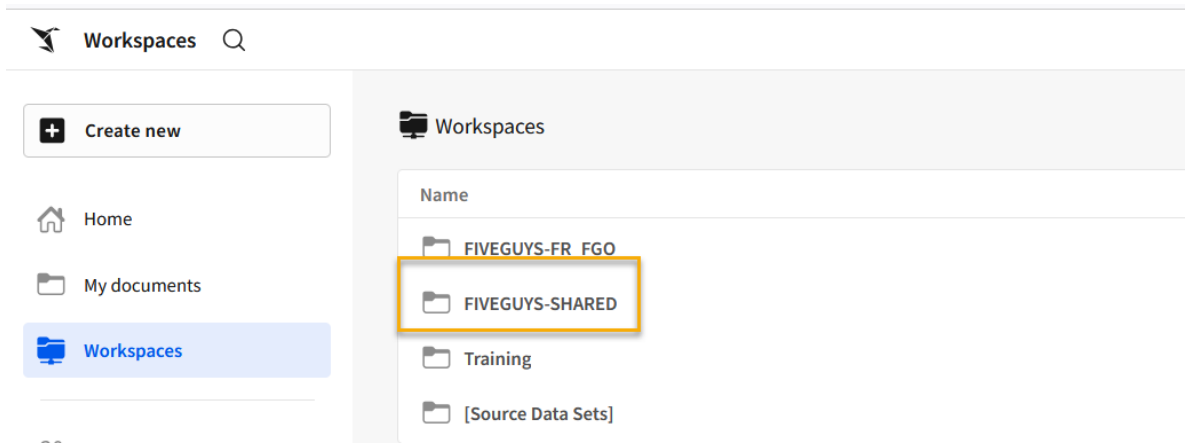 Workspaces
Create new
Home
My documents
Workspaces
Workspaces
Name
FIVEGUYS-FR_FGO
FIVEGUYS-SHARED
Training
[Source Data Sets]